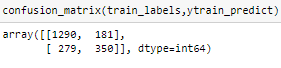 confusion_matrix(train_labels,ytrain_predict)
array([[1290, 181],
[ 279, 350]], dtype=int64)